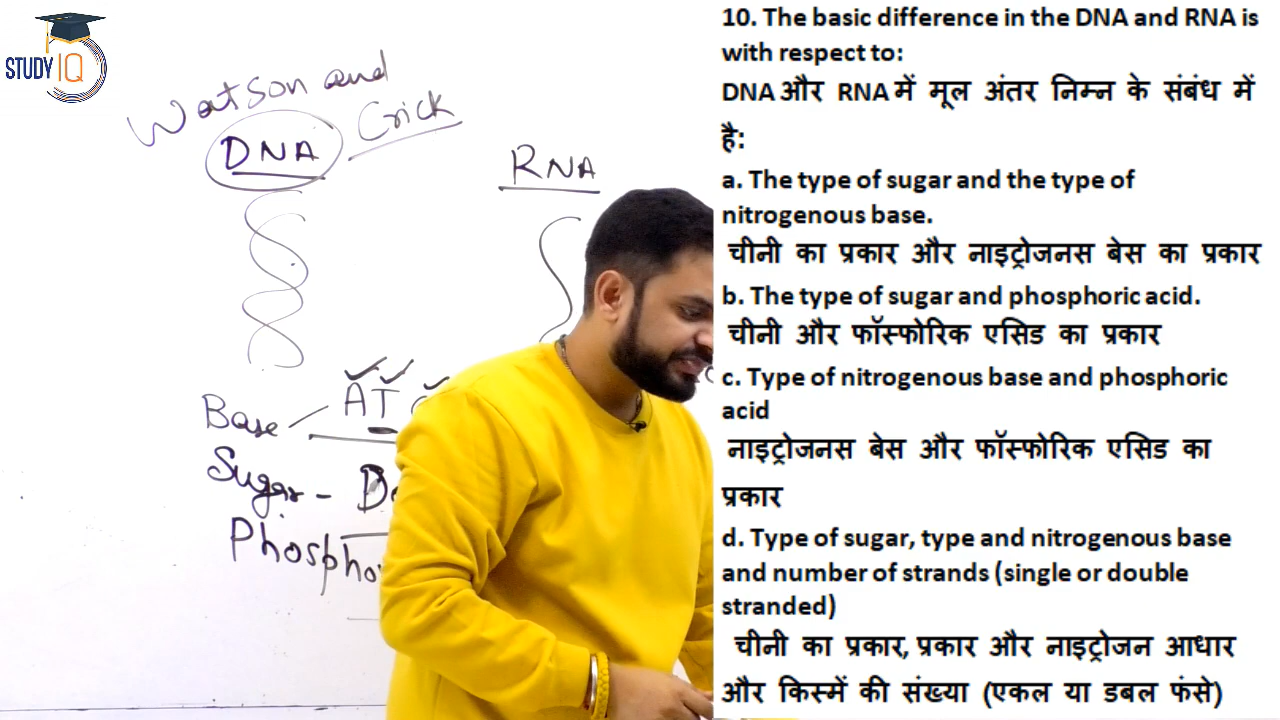 STUDY IQ
Watson and
Crick
DNA
RNA
Base
AT
Sugar -
10. The basic difference in the DNA and RNA is
with respect to:
DNA और RNA में मूल अंतर निम्न के संबंध में
है:
a. The type of sugar and the type of
nitrogenous base.
चीनी का प्रकार और नाइट्रोजनस बेस का प्रकार
b. The type of sugar and phosphoric acid.
चीनी और फॉस्फोरिक एसिड का प्रकार
c. Type of nitrogenous base and phosphoric
acid
नाइट्रोजनस बेस और फॉस्फोरिक एसिड का
प्रकार
d. Type of sugar, type and nitrogenous base
and number of strands (single or double
stranded)
चीनी का प्रकार, प्रकार और नाइट्रोजन आधार
और किस्में की संख्या (एकल या डबल फंसे)